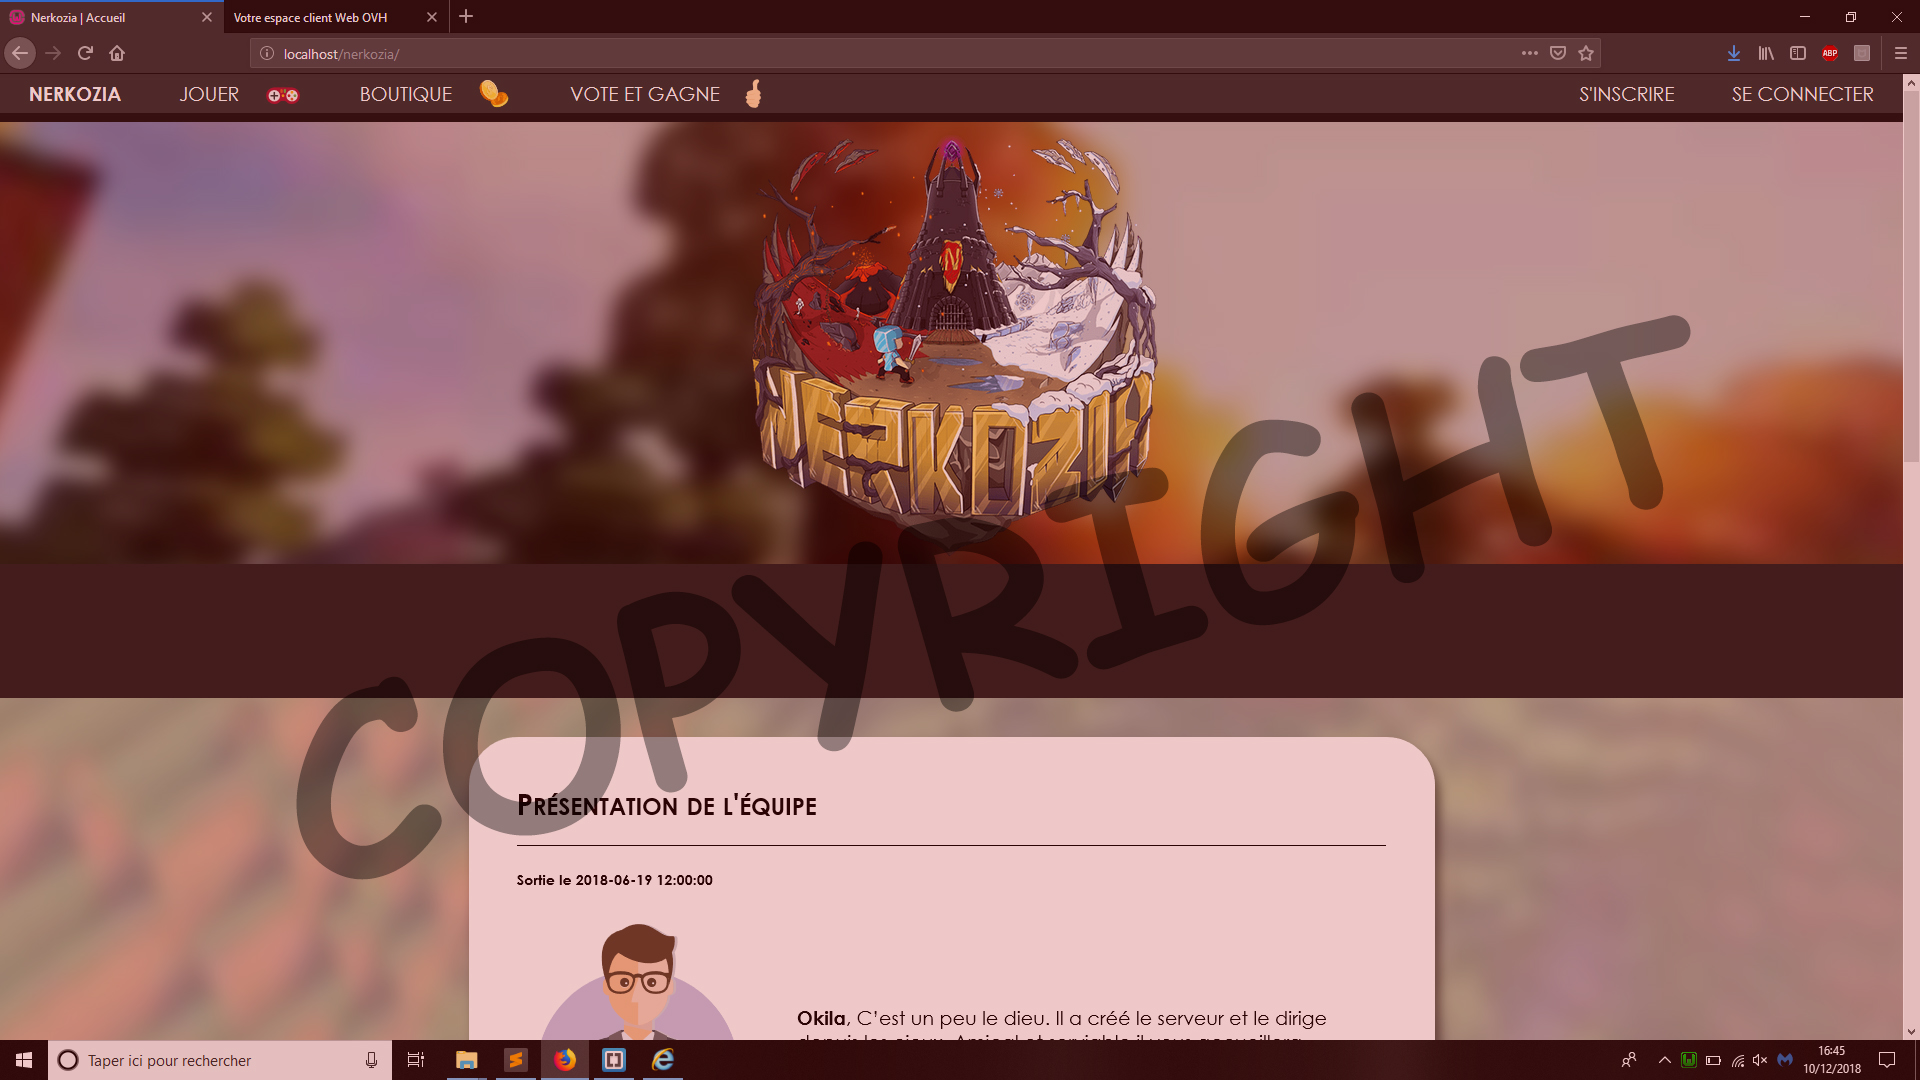 Nerkozia | Accueil
Votre espace client Web OVH
localhost/nerkozia/
ABP
NERKOZIA
JOUER
BOUTIQUE
VOTE ET GAGNE
S'INSCRIRE
SE CONNECTER
N
NERKOZIA
COPYRIGHT
Présentation de l'équipe
Sortie le 2018-06-19 12:00:00
Okila, C’est un peu le dieu. Il a créé le serveur et le dirige
Taper ici pour rechercher
16:45
10/12/2018